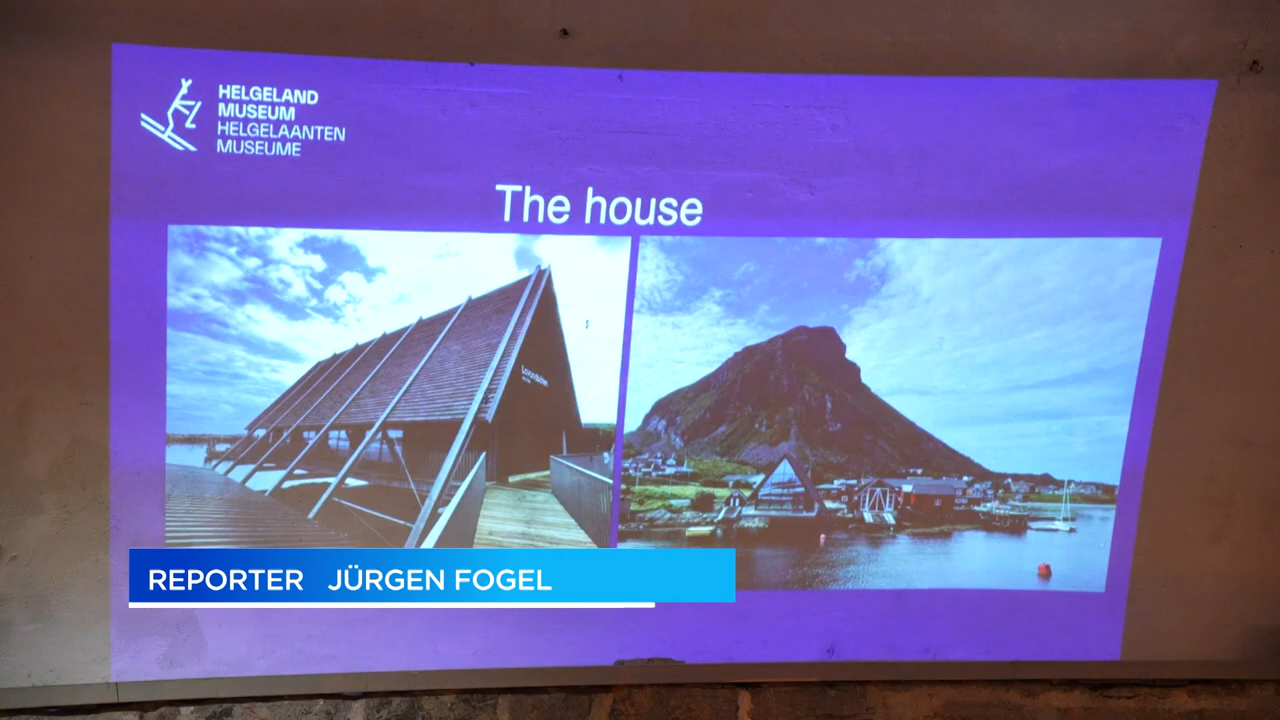 HELGELAND
MUSEUM
HELGELAANTEN
MUSEUME
The house
REPORTER JÜRGEN FOGEL